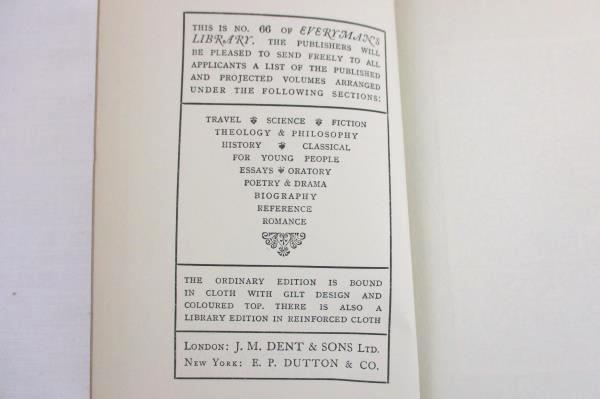 THIS IS NO. 66 OF EVERYMAN'S
LIBRARY. THE PUBLISHERS WILL
BE PLEASED TO SEND FREELY TO ALL
APPLICANTS A LIST OF THE PUBLISHED
AND PROJECTED VOLUMES ARRANGED
UNDER THE FOLLOWING SECTIONS:
TRAVEL ❦ SCIENCE ❦ FICTION
THEOLOGY & PHILOSOPHY
HISTORY ❦ CLASSICAL
FOR YOUNG PEOPLE
ESSAYS ❦ ORATORY
POETRY & DRAMA
BIOGRAPHY
REFERENCE
ROMANCE
THE ORDINARY EDITION IS BOUND
IN CLOTH WITH GILT DESIGN AND
COLOURED TOP. THERE IS ALSO A
LIBRARY EDITION IN REINFORCED CLOTH
LONDON: J. M. DENT & SONS LTD.
NEW YORK: E. P. DUTTON & CO.